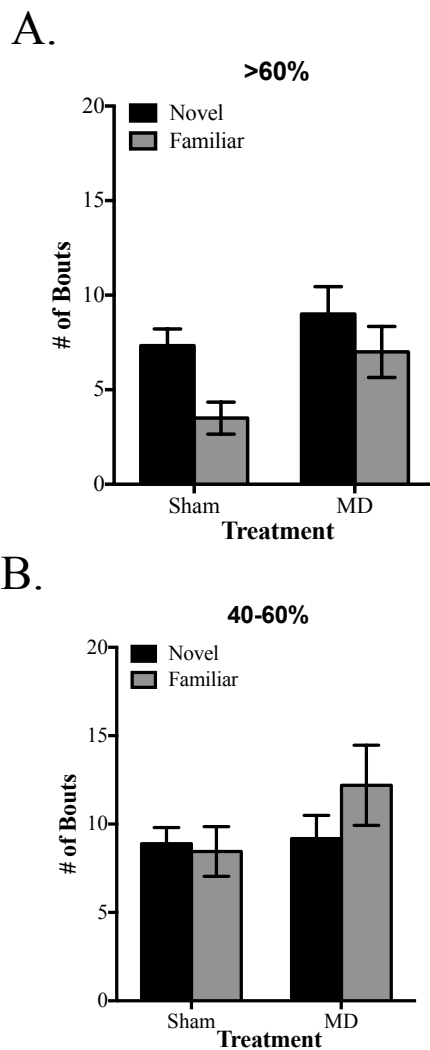 A.
>60%
20
Novel
Familiar
15
# of Bouts
10
5
0
Sham MD
Treatment
B.
40-60%
20
Novel
Familiar
15
# of Bouts
10
5
0
Sham MD
Treatment